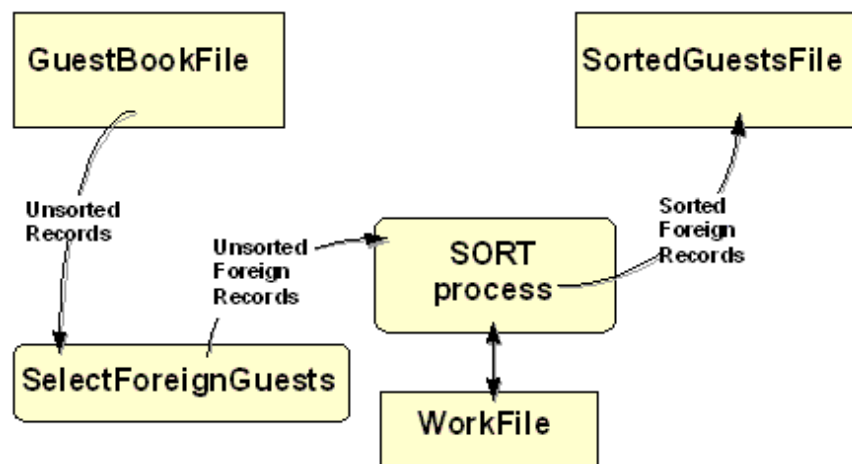 GuestBookFile
SortedGuestsFile
Unsorted
Records
Unsorted
Foreign
Records
Sorted
Foreign
Records
SORT
process
SelectForeignGuests
WorkFile